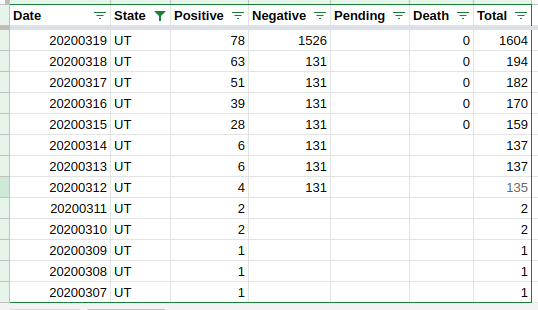 Date State Positive Negative Pending Death Total
20200319 UT 78 1526 0 1604
20200318 UT 63 131 0 194
20200317 UT 51 131 0 182
20200316 UT 39 131 0 170
20200315 UT 28 131 0 159
20200314 UT 6 131 137
20200313 UT 6 131 137
20200312 UT 4 131 135
20200311 UT 2 2
20200310 UT 2 2
20200309 UT 1 1
20200308 UT 1 1
20200307 UT 1 1